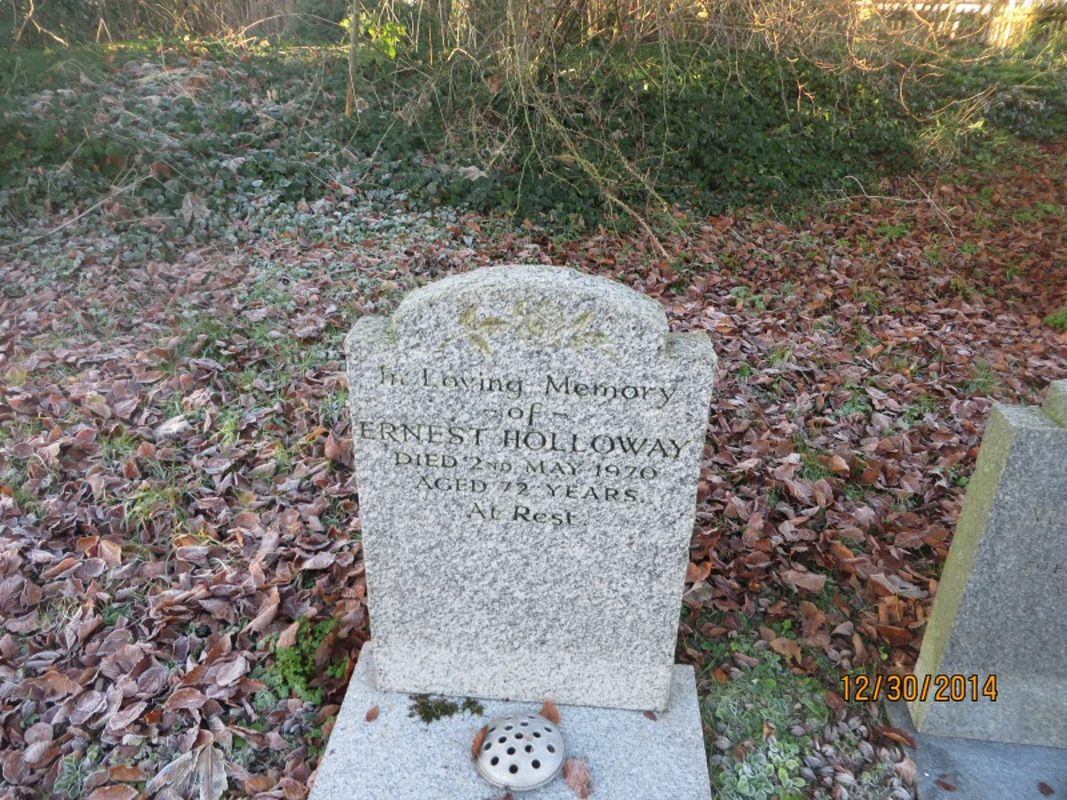 In Loving Memory
- of -
ERNEST HOLLOWAY
DIED 2ND MAY 1970
AGED 72 YEARS.
At Rest.
12/30/2014